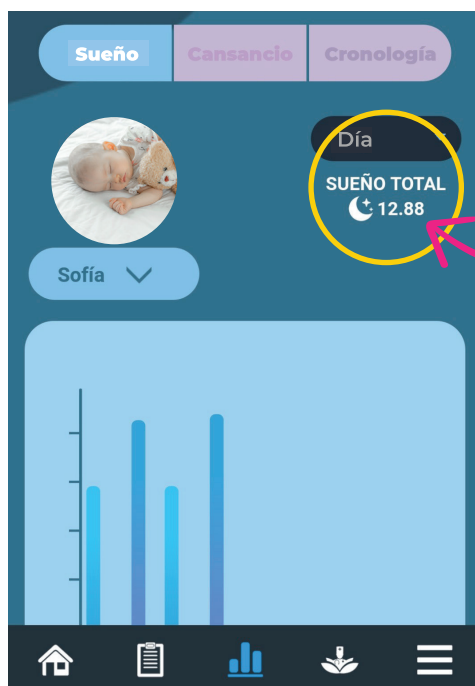 Sueño
Cansancio
Cronología
Día
SUEÑO TOTAL
12.88
Sofía